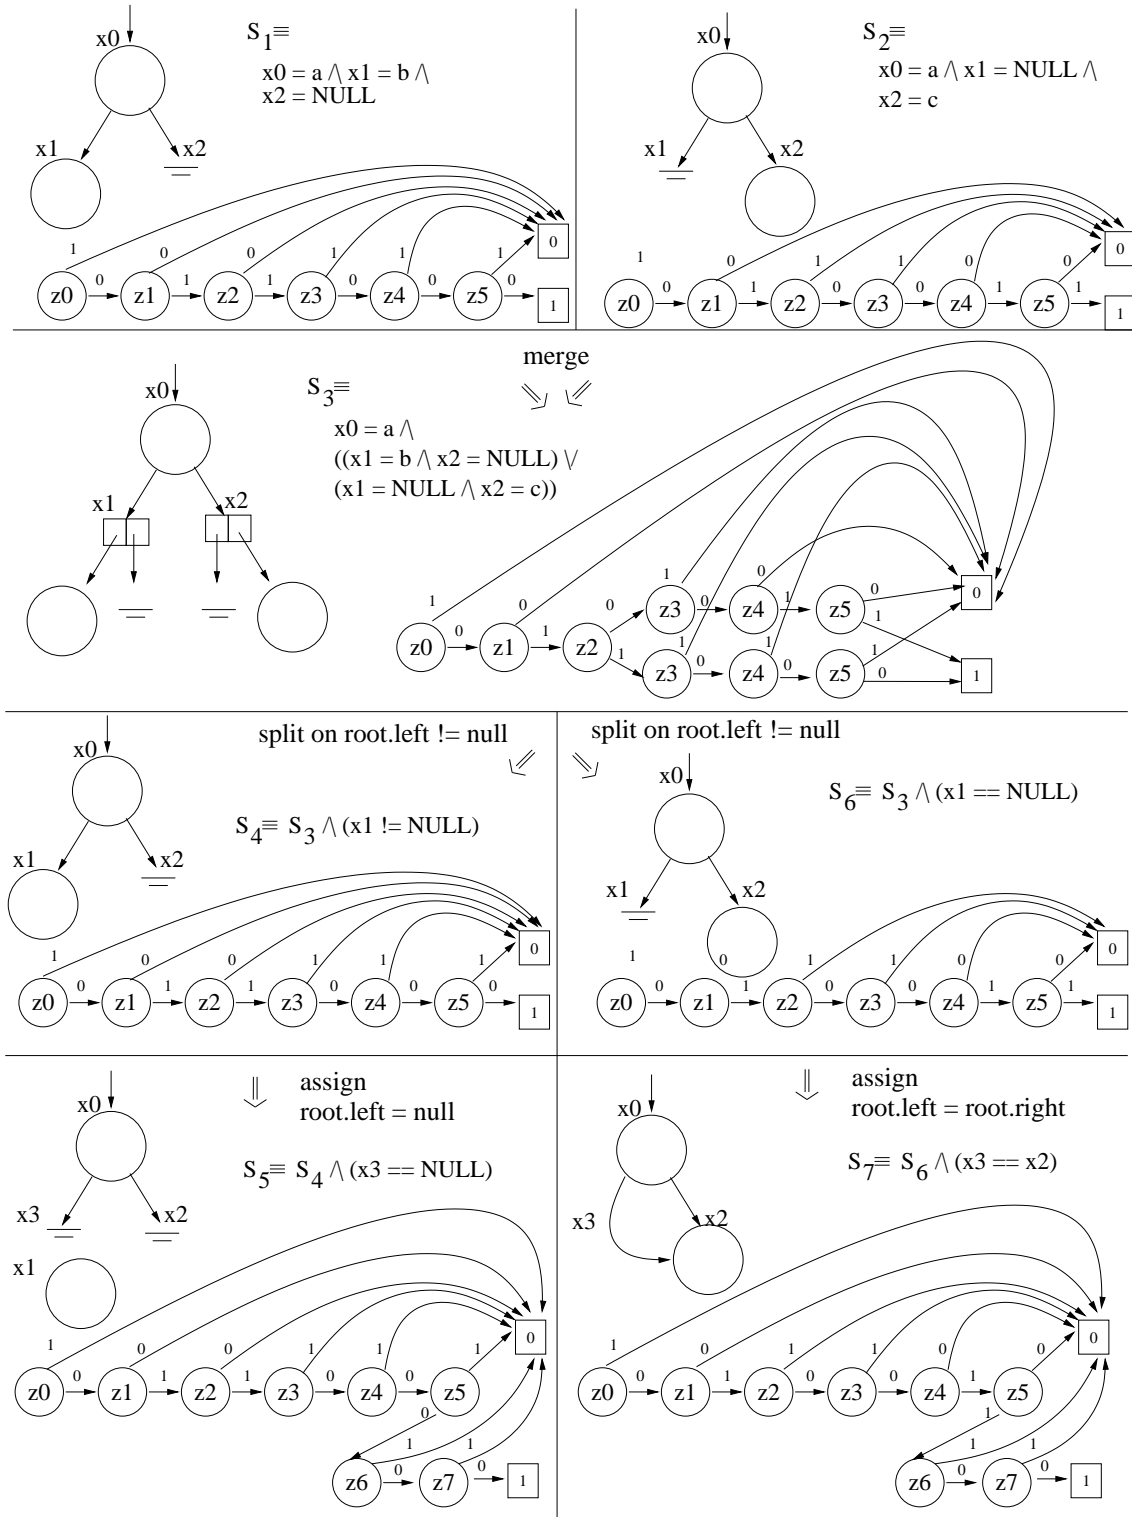 x0
S1≡
x0 = a /\ x1 = b /\
x2 = NULL
x1
x2
1 0 0 1 1 1
0
z0 0 z1 1 z2 1 z3 0 z4 0 z5 0
1
x0
S2≡
x0 = a /\ x1 = NULL /\
x2 = c
x1
x2
1 0 1 1 0 0
0
z0 0 z1 1 z2 0 z3 0 z4 1 z5 1
1
merge
x0
S3≡
x0 = a /\
((x1 = b /\ x2 = NULL) \/
(x1 = NULL /\ x2 = c))
x1
x2
1 0 0 1 0 0
z3 0 z4 1 z5
0
1
z0 0 z1 1 z2
1 1 1 1
z3 0 z4 0 z5 0
1
split on root.left != null
x0
S4≡ S3 /\ (x1 != NULL)
x1
x2
1 0 0 1 1 1
0
z0 0 z1 1 z2 1 z3 0 z4 0 z5 0
1
split on root.left != null
x0
S6≡ S3 /\ (x1 == NULL)
x1
x2
1 0 1 1 0 0
0
z0 0 z1 1 z2 0 z3 0 z4 1 z5 1
1
assign
root.left = null
x0
S5≡ S4 /\ (x3 == NULL)
x3
x2
x1
1 0 0 1 1 1
0
z0 0 z1 1 z2 1 z3 0 z4 0 z5
0 1 1
z6 0 z7 0 1
assign
root.left = root.right
x0
S7≡ S6 /\ (x3 == x2)
x3
x2
1 0 1 1 0 0
0
z0 0 z1 1 z2 0 z3 0 z4 1 z5
1 1 1
z6 0 z7 0 1